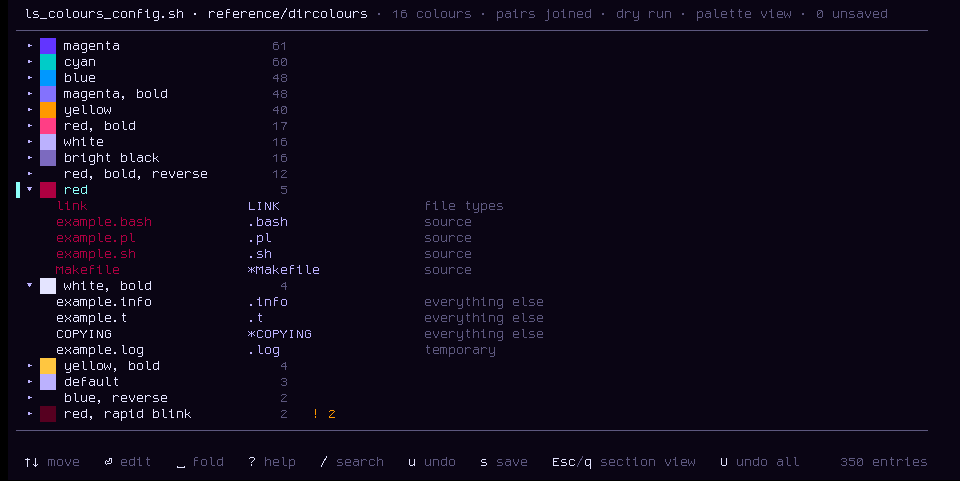 ls_colours_config.sh · reference/dircolours · 16 colours · pairs joined · dry run · palette view · 0 unsaved
▸ magenta 61
▸ cyan 60
▸ blue 48
▸ magenta, bold 48
▸ yellow 40
▸ red, bold 17
▸ white 16
▸ bright black 16
▸ red, bold, reverse 12
▾ red 5
link LINK file types
example.bash .bash source
example.pl .pl source
example.sh .sh source
Makefile *Makefile source
▾ white, bold 4
example.info .info everything else
example.t .t everything else
COPYING *COPYING everything else
example.log .log temporary
▸ yellow, bold 4
▸ default 3
▸ blue, reverse 2
▸ red, rapid blink 2 ! 2
↑↓ move ⏎ edit ␣ fold ? help / search u undo s save Esc/q section view U undo all 350 entries